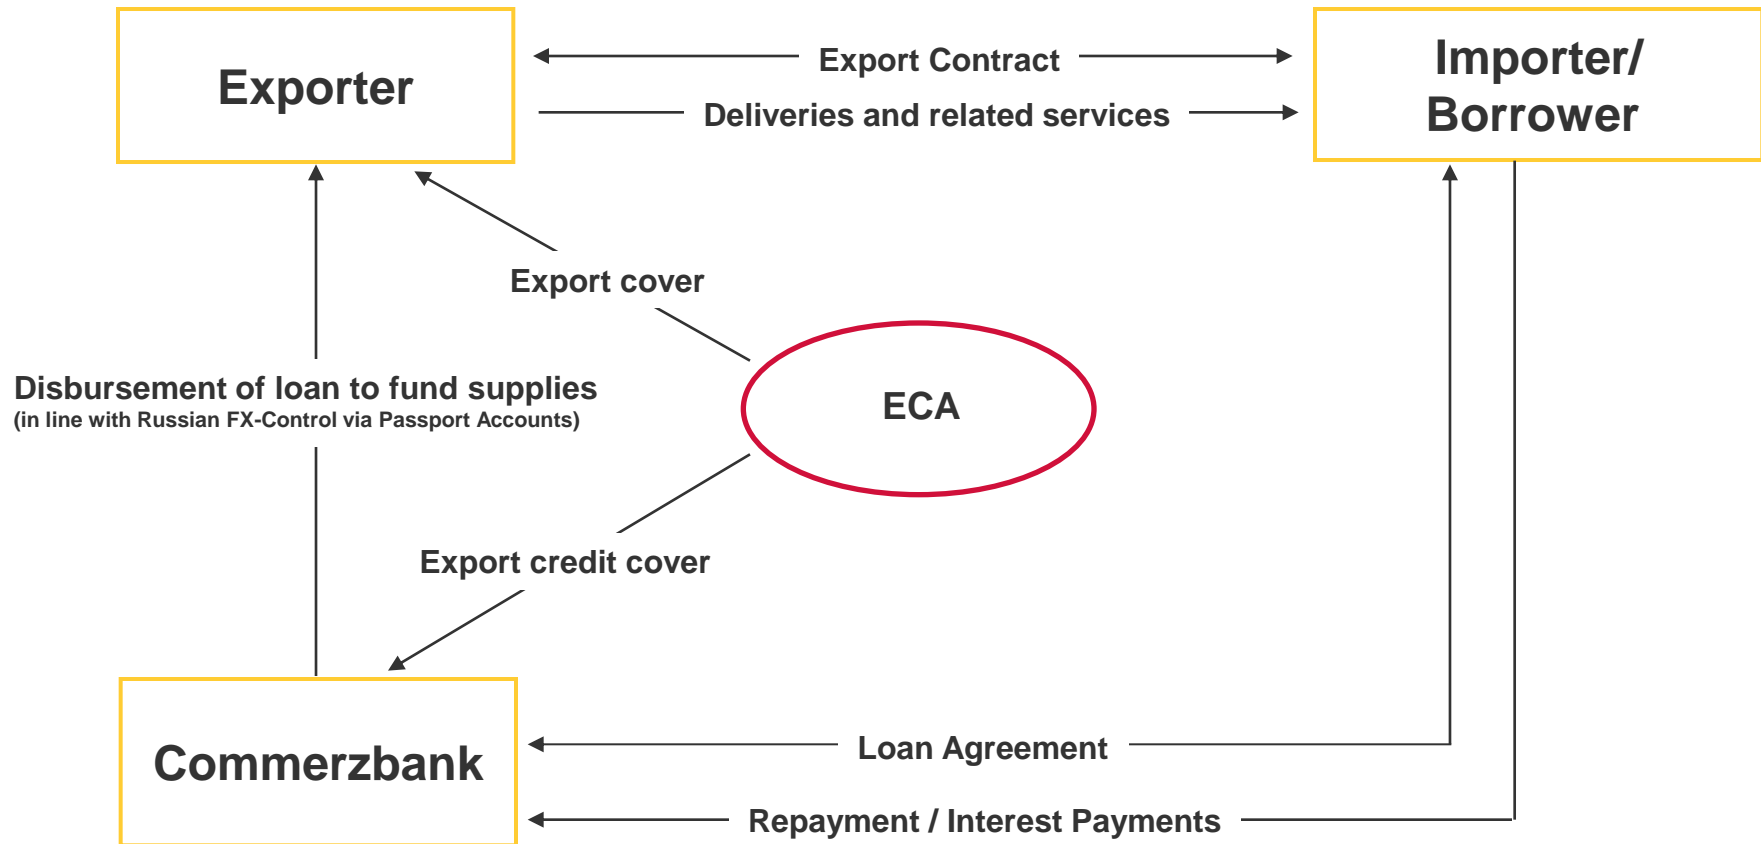 Exporter
Export Contract
Importer/
Borrower
Deliveries and related services
Export cover
Disbursement of loan to fund supplies
(in line with Russian FX-Control via Passport Accounts)
ECA
Export credit cover
Commerzbank
Loan Agreement
Repayment / Interest Payments